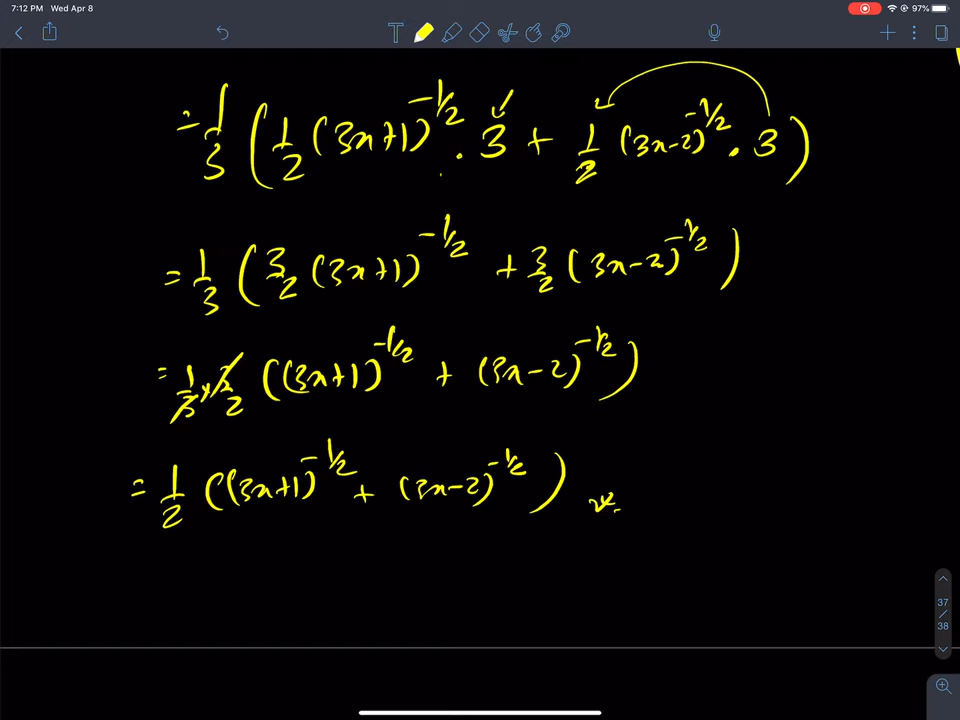 7:12 PM Wed Apr 8
97%
= 1/3 (1/2 (3x+1)^-1/2 . 3 + 1/2 (3x-2)^-1/2 . 3)
= 1/3 (3/2 (3x+1)^-1/2 + 3/2 (3x-2)^-1/2)
= 1/3 × 3/2 ((3x+1)^-1/2 + (3x-2)^-1/2)
= 1/2 ((3x+1)^-1/2 + (3x-2)^-1/2)
37
/
38